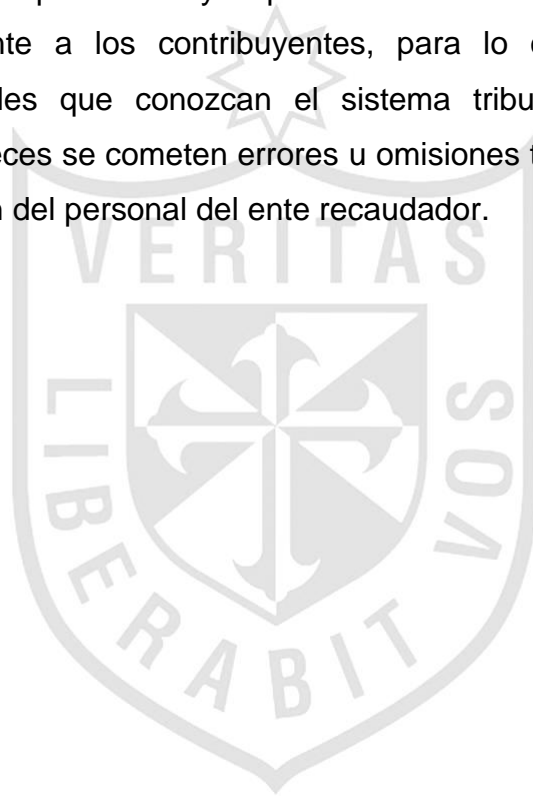 nte a los contribuyentes, para lo
les que conozcan el sistema tribu
eces se cometen errores u omisiones t
del personal del ente recaudador.
VERITAS
LIBERABIT
VOS